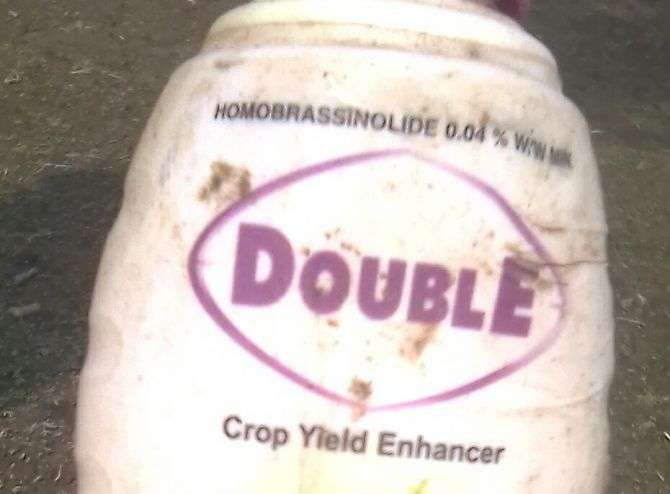 HOMOBRASSINOLIDE 0.04 % W/W MIN.
DOUBLE
Crop Yield Enhancer